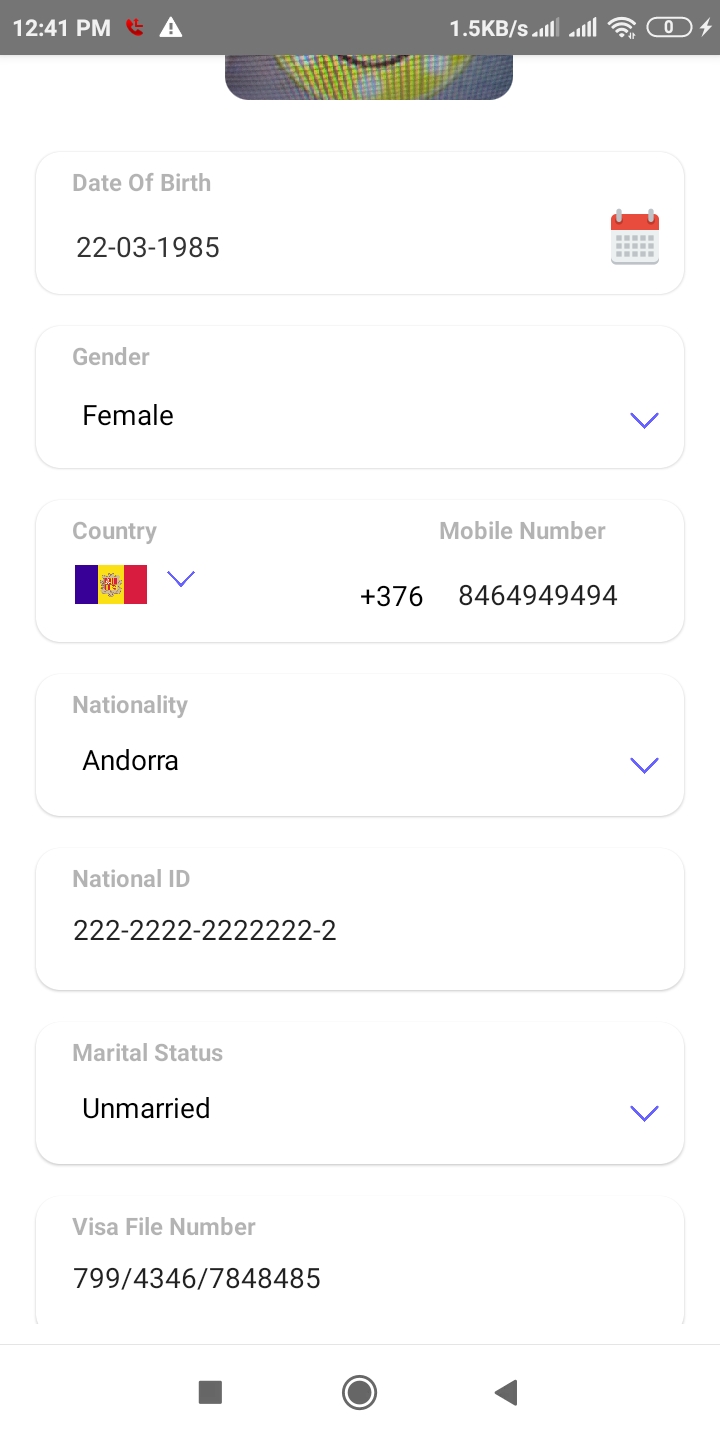 12:41 PM 1.5KB/s 0
Date Of Birth
22-03-1985
Gender
Female
Country Mobile Number
+376 8464949494
Nationality
Andorra
National ID
222-2222-2222222-2
Marital Status
Unmarried
Visa File Number
799/4346/7848485